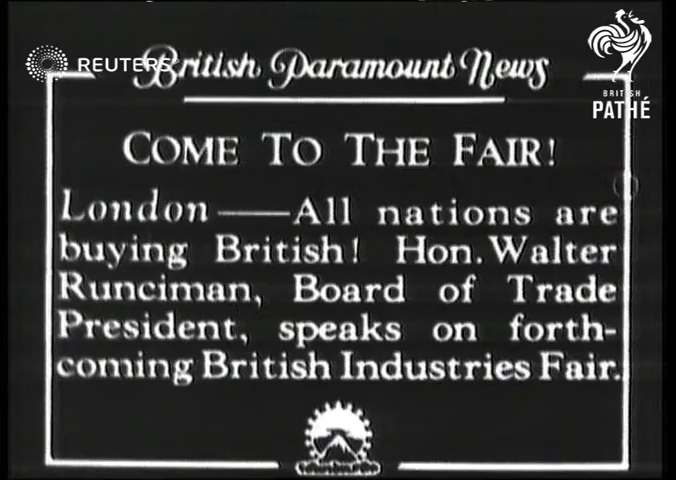 REUTERS
British Paramount News
BRITISH
PATHÉ
COME TO THE FAIR!
London — All nations are
buying British! Hon. Walter
Runciman, Board of Trade
President, speaks on forth-
coming British Industries Fair.